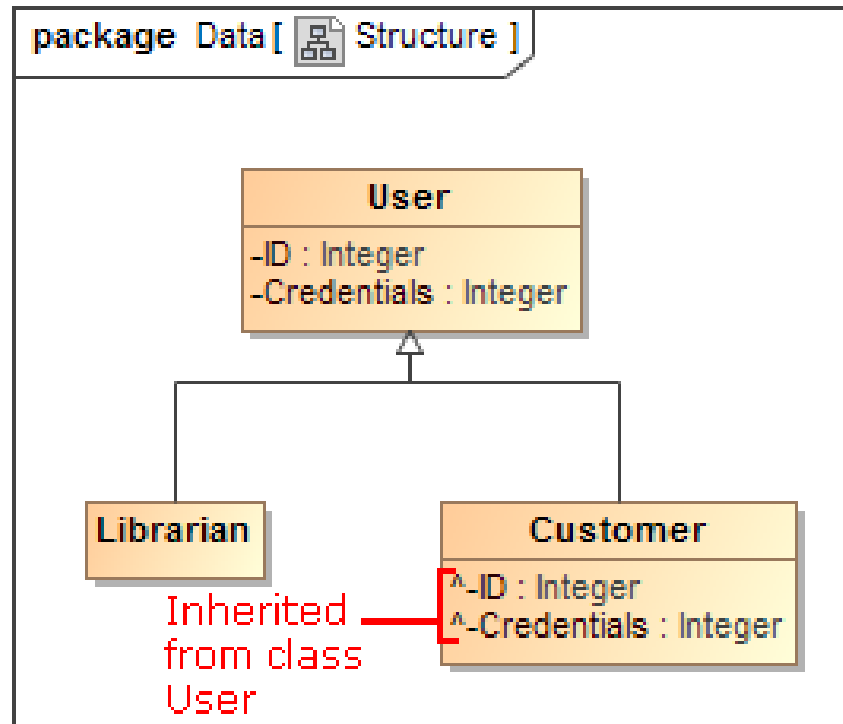 package Data [ Structure ]
User
-ID : Integer
-Credentials : Integer
Librarian
Customer
^-ID : Integer
^-Credentials : Integer
Inherited
from class
User